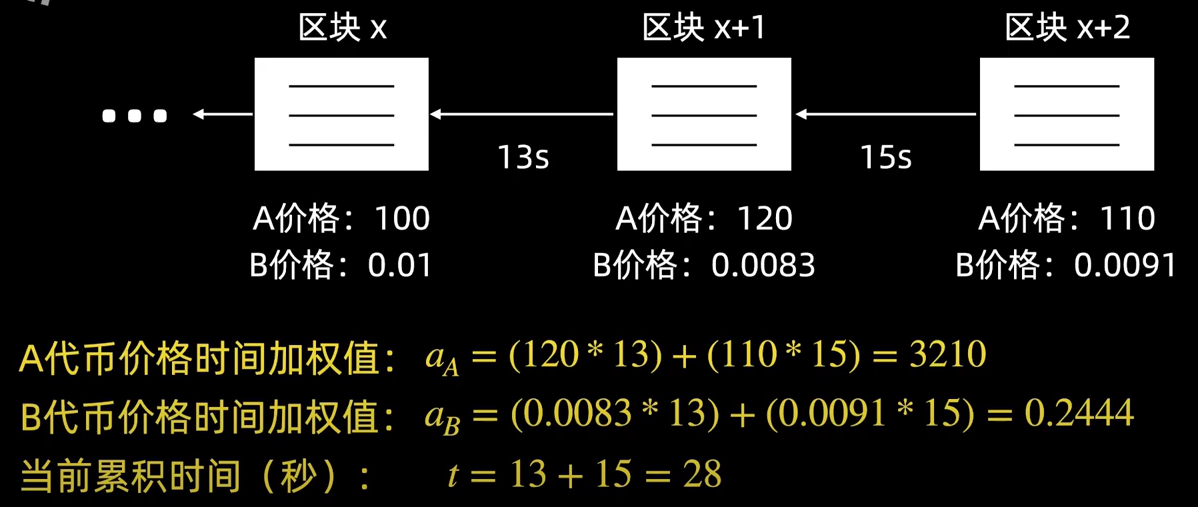 区块 x 区块 x+1 区块 x+2
13s 15s
A价格：100 A价格：120 A价格：110
B价格：0.01 B价格：0.0083 B价格：0.0091
A代币价格时间加权值： a_A = (120 * 13) + (110 * 15) = 3210
B代币价格时间加权值： a_B = (0.0083 * 13) + (0.0091 * 15) = 0.2444
当前累积时间（秒）： t = 13 + 15 = 28